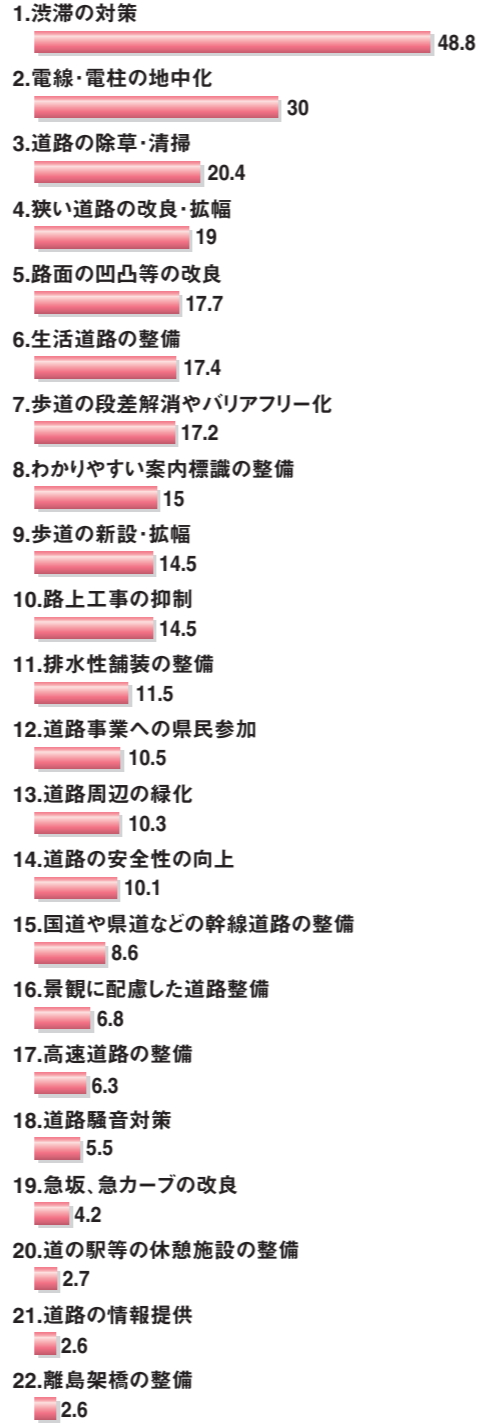 1.渋滞の対策
48.8
2.電線・電柱の地中化
30
3.道路の除草・清掃
20.4
4.狭い道路の改良・拡幅
19
5.路面の凹凸等の改良
17.7
6.生活道路の整備
17.4
7.歩道の段差解消やバリアフリー化
17.2
8.わかりやすい案内標識の整備
15
9.歩道の新設・拡幅
14.5
10.路上工事の抑制
14.5
11.排水性舗装の整備
11.5
12.道路事業への県民参加
10.5
13.道路周辺の緑化
10.3
14.道路の安全性の向上
10.1
15.国道や県道などの幹線道路の整備
8.6
16.景観に配慮した道路整備
6.8
17.高速道路の整備
6.3
18.道路騒音対策
5.5
19.急坂、急カーブの改良
4.2
20.道の駅等の休憩施設の整備
2.7
21.道路の情報提供
2.6
22.離島架橋の整備
2.6